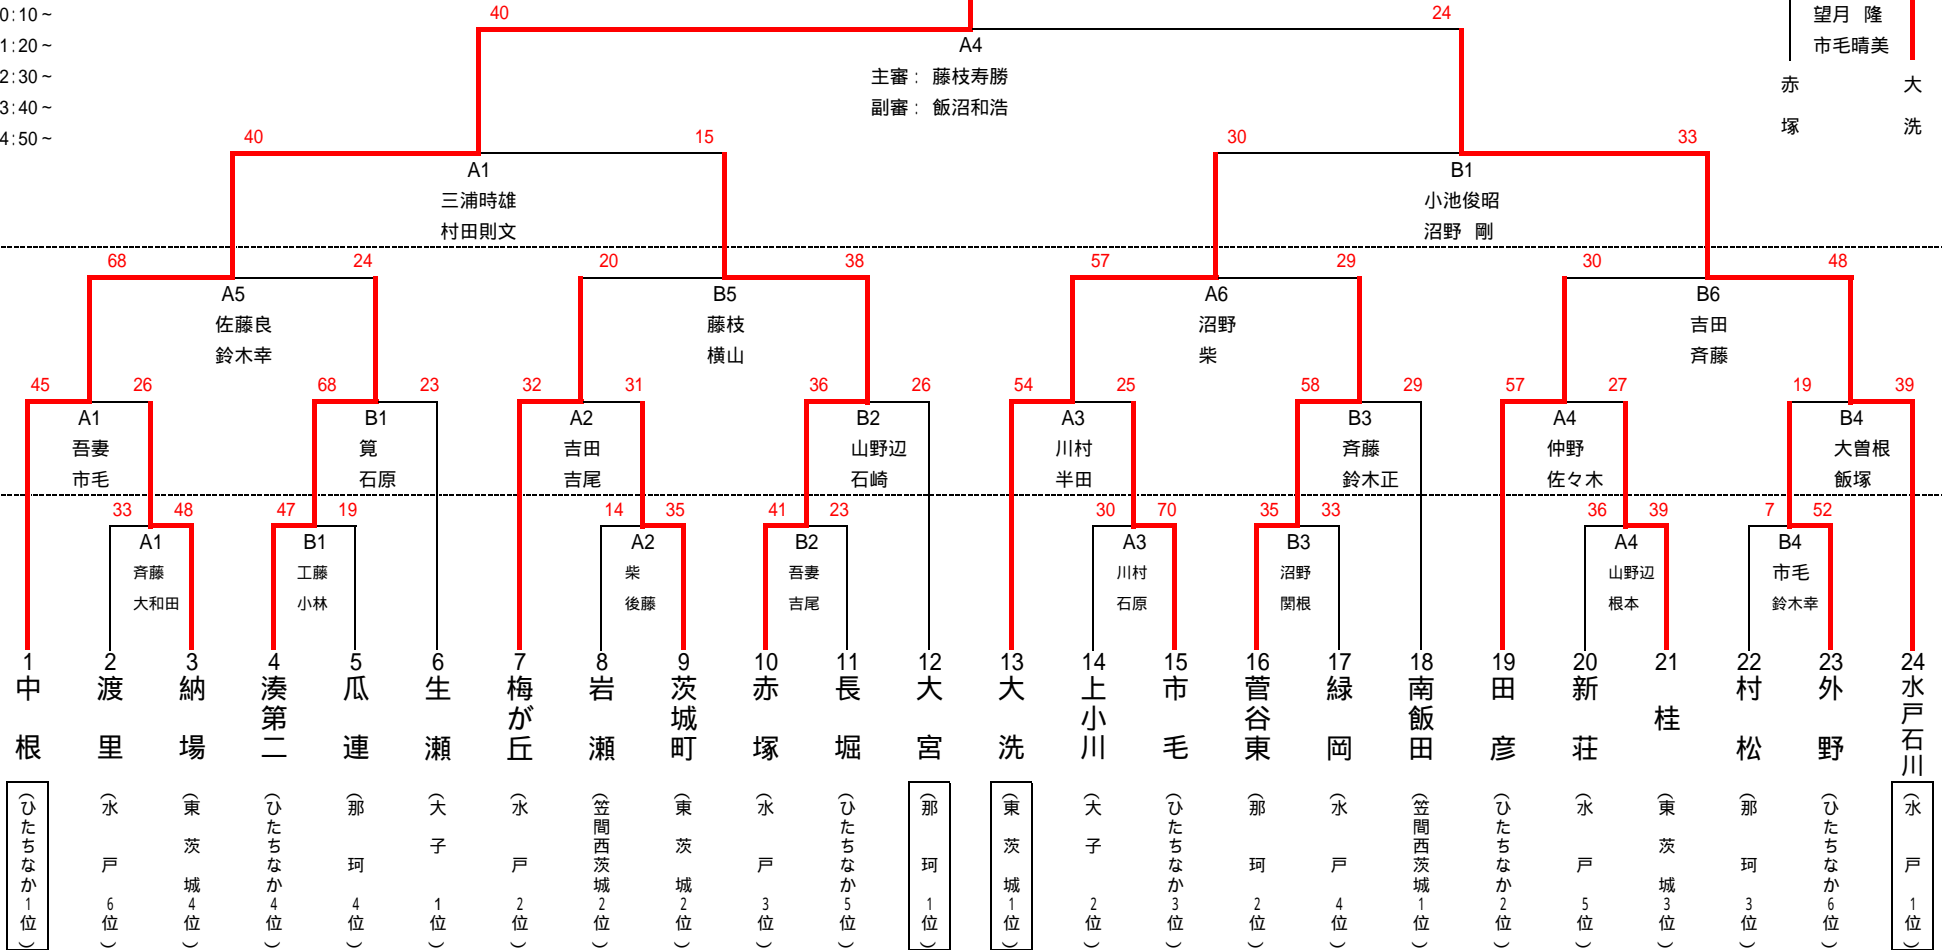 0:10～
40
24
望月 隆
1:20～
A4
市毛晴美
2:30～
主審： 藤枝寿勝
赤塚
大洗
3:40～
副審： 飯沼和浩
4:50～
40
15
30
33
A1
B1
三浦時雄
小池俊昭
村田則文
沼野 剛
68
24
20
38
57
29
30
48
A5
B5
A6
B6
佐藤良
藤枝
沼野
吉田
鈴木幸
横山
柴
斉藤
45
26
68
23
32
31
36
26
54
25
58
29
57
27
19
39
A1
B1
A2
B2
A3
B3
A4
B4
吾妻
筧
吉田
山野辺
川村
斉藤
仲野
大曽根
市毛
石原
吉尾
石崎
半田
鈴木正
佐々木
飯塚
33
48
47
19
14
35
41
23
30
70
35
33
36
39
7
52
A1
B1
A2
B2
A3
B3
A4
B4
斉藤
工藤
柴
吾妻
川村
沼野
山野辺
市毛
大和田
小林
後藤
吉尾
石原
関根
根本
鈴木幸
1
2
3
4
5
6
7
8
9
10
11
12
13
14
15
16
17
18
19
20
21
22
23
24
中根
渡里
納場
湊第二
瓜連
生瀬
梅が丘
岩瀬
茨城町
赤塚
長堀
大宮
大洗
上小川
市毛
菅谷東
緑岡
南飯田
田彦
新荘
桂
村松
外野
水戸石川
（ひたちなか1位）
（水戸6位）
（東茨城4位）
（ひたちなか4位）
（那珂4位）
（大子1位）
（水戸2位）
（笠間西茨城2位）
（東茨城2位）
（水戸3位）
（ひたちなか5位）
（那珂1位）
（東茨城1位）
（大子2位）
（ひたちなか3位）
（那珂2位）
（水戸4位）
（笠間西茨城1位）
（ひたちなか2位）
（水戸5位）
（東茨城3位）
（那珂3位）
（ひたちなか6位）
（水戸1位）